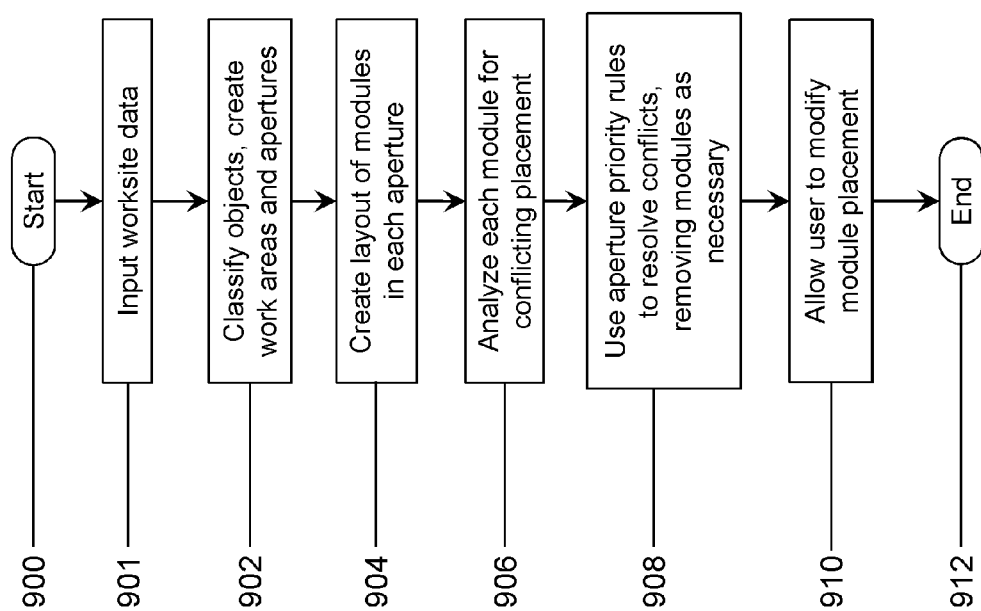 900
Start
901
Input worksite data
902
Classify objects, create
work areas and apertures
904
Create layout of modules
in each aperture
906
Analyze each module for
conflicting placement
908
Use aperture priority rules
to resolve conflicts,
removing modules as
necessary
910
Allow user to modify
module placement
912
End